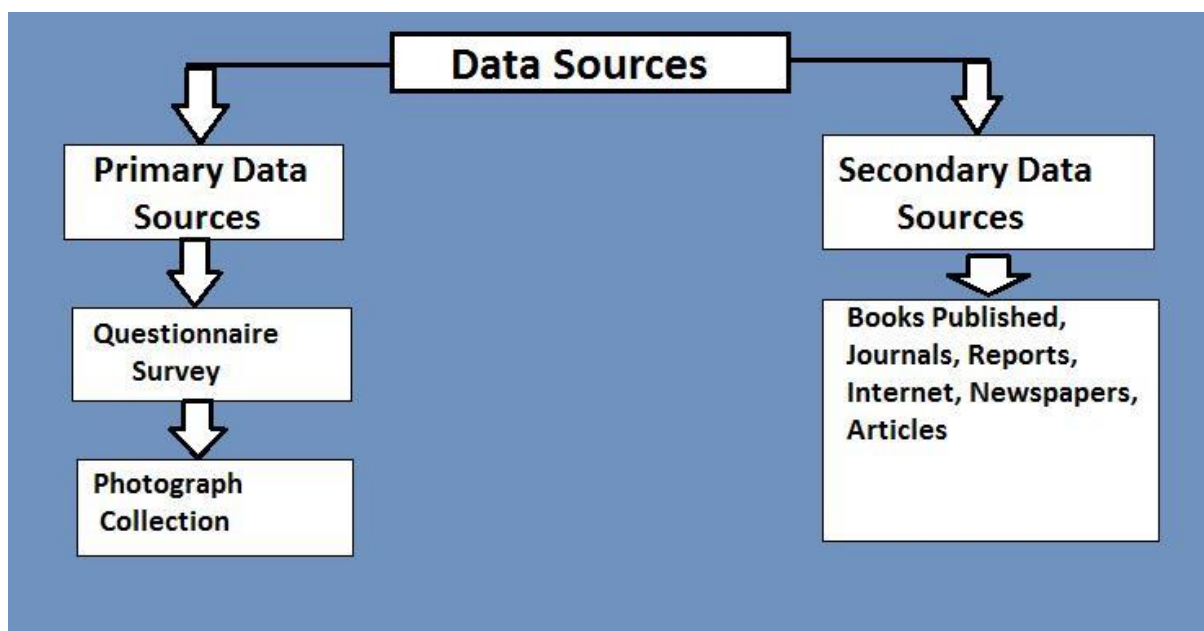 Data Sources
Primary Data
Sources
Questionnaire
Survey
Photograph
Collection
Secondary Data
Sources
Books Published,
Journals, Reports,
Internet, Newspapers,
Articles